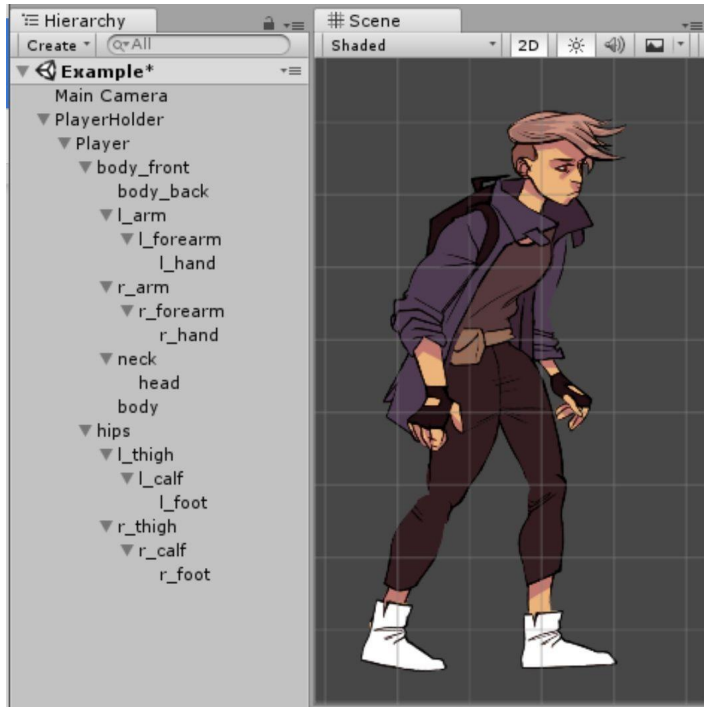 Hierarchy
Create All
Example*
Main Camera
PlayerHolder
Player
body_front
body_back
l_arm
l_forearm
l_hand
r_arm
r_forearm
r_hand
neck
head
body
hips
l_thigh
l_calf
l_foot
r_thigh
r_calf
r_foot
Scene
Shaded 2D